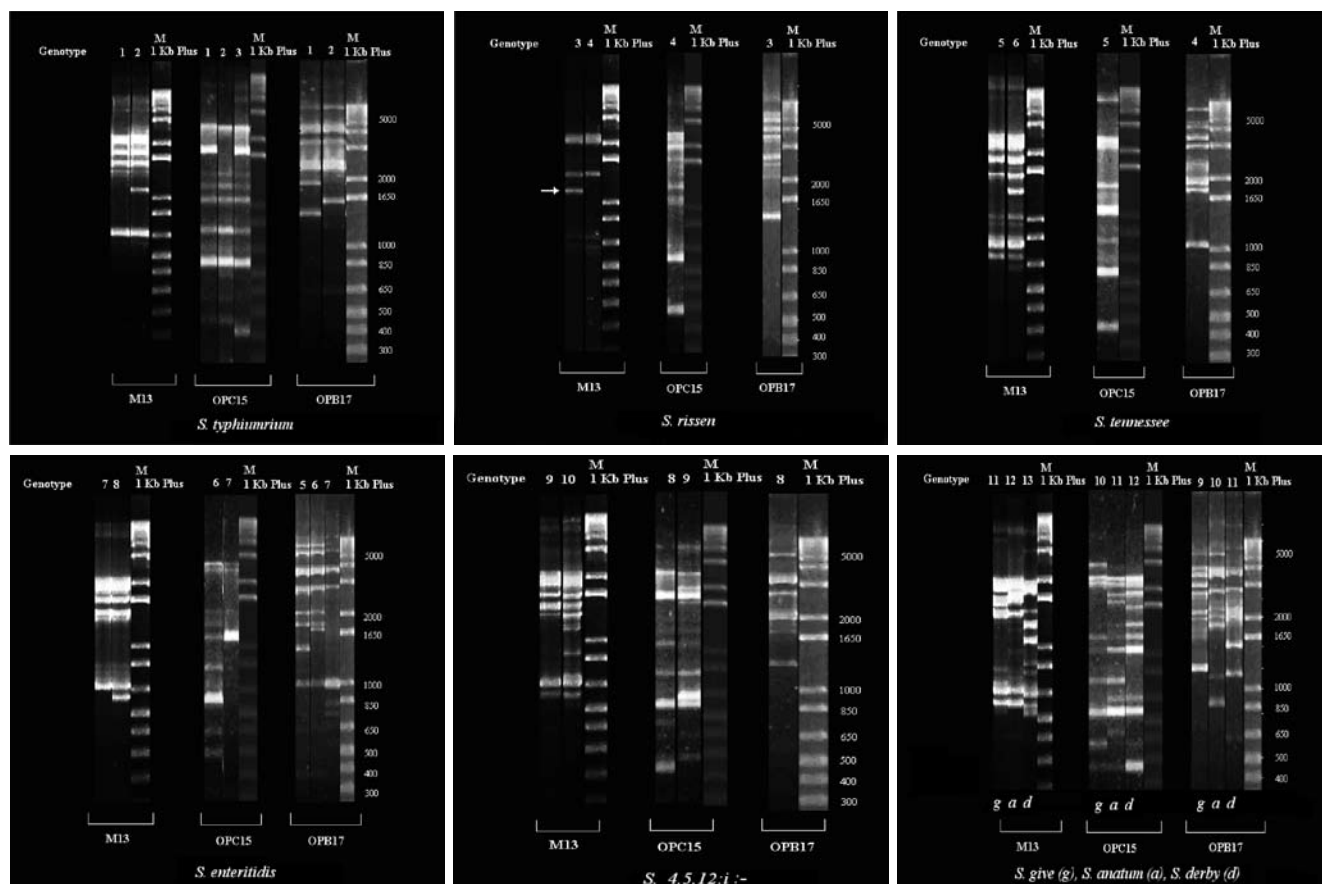 M
Genotype 1 2 1 Kb Plus 1 2 3 1 Kb Plus 1 2 M 1 Kb Plus
5000
2000
1650
1000
850
650
500
400
300
M13 OPC15 OPB17
S. typhiumrium
M M M
Genotype 3 4 1 Kb Plus 4 1 Kb Plus 3 1 Kb Plus
5000
2000
1650
1000
850
650
500
400
300
M13 OPC15 OPB17
S. rissen
M M M
Genotype 5 6 1 Kb Plus 5 1 Kb Plus 4 1 Kb Plus
5000
2000
1650
1000
850
650
500
400
300
M13 OPC15 OPB17
S. tennessee
M M M
Genotype 7 8 1 Kb Plus 6 7 1 Kb Plus 5 6 7 1 Kb Plus
5000
2000
1650
1000
850
650
500
400
300
M13 OPC15 OPB17
S. enteritidis
M M M
Genotype 9 10 1 Kb Plus 8 9 1 Kb Plus 8 1 Kb Plus
5000
2000
1650
1000
850
650
500
400
300
M13 OPC15 OPB17
S. 4,5,12:i :-
M M M
Genotype 11 12 13 1 Kb Plus 10 11 12 1 Kb Plus 9 10 11 1 Kb Plus
5000
2000
1650
1000
850
650
500
400
g a d g a d g a d
M13 OPC15 OPB17
S. give (g), S. anatum (a), S. derby (d)